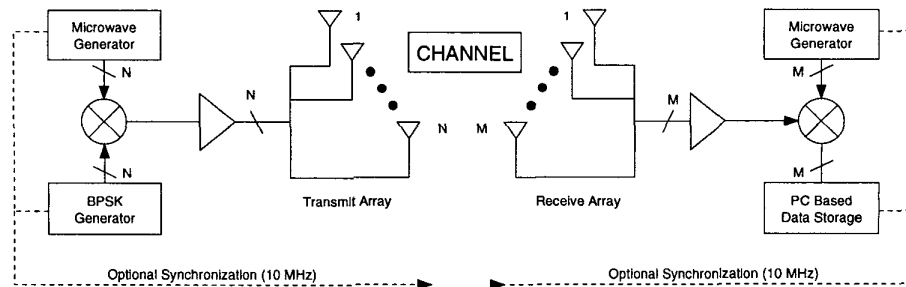 Microwave
Generator
N
N
BPSK
Generator
N
1
N
Transmit Array
CHANNEL
1
M
Receive Array
M
Microwave
Generator
M
M
PC Based
Data Storage
Optional Synchronization (10 MHz)
Optional Synchronization (10 MHz)